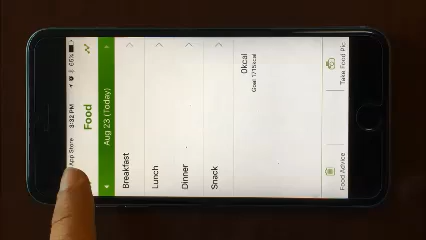 App Store 3:32 PM 65%
Food
Aug 23 (Today)
Breakfast
Lunch
Dinner
Snack
0kcal
Food Advice
Take Food Pic